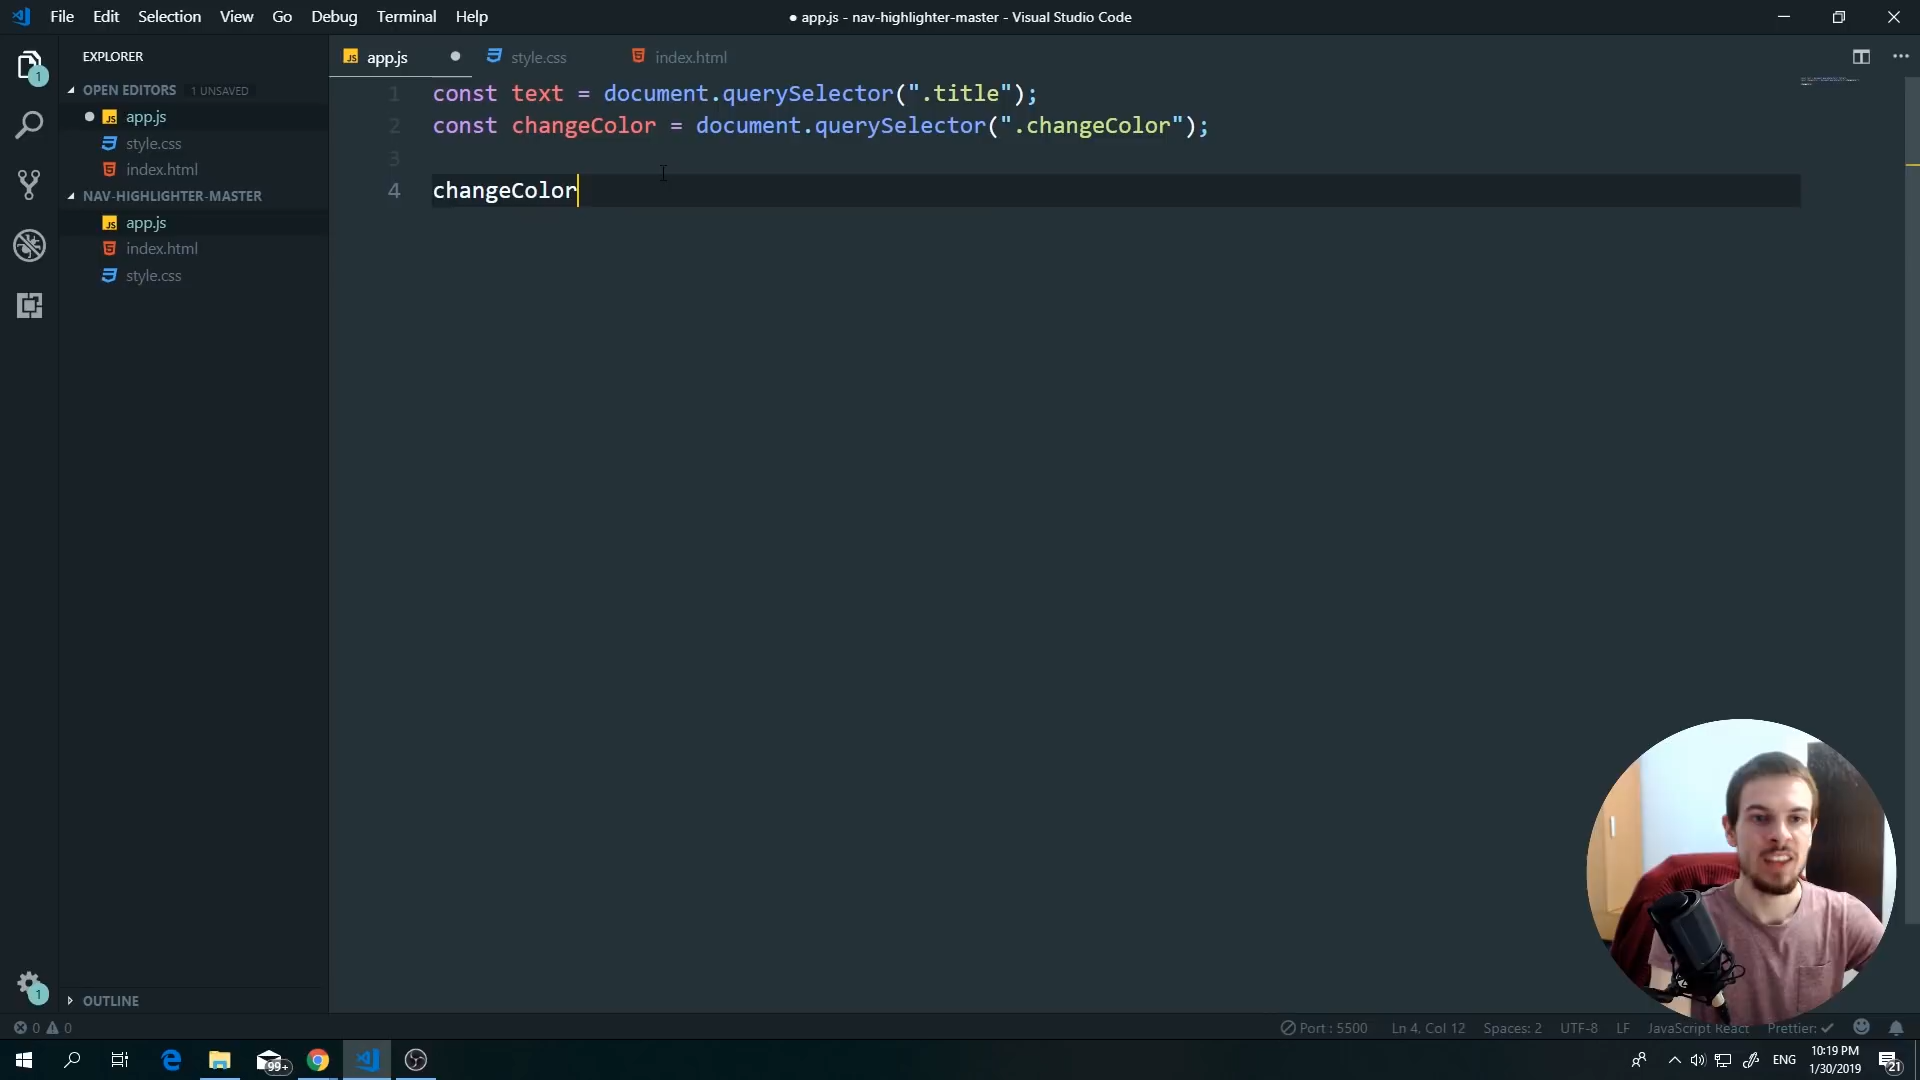 File Edit Selection View Go Debug Terminal Help
● app.js - nav-highlighter-master - Visual Studio Code
EXPLORER
1
OPEN EDITORS 1 UNSAVED
app.js
style.css
index.html
NAV-HIGHLIGHTER-MASTER
app.js
index.html
style.css
OUTLINE
1
app.js style.css index.html
1 const text = document.querySelector(".title");
2 const changeColor = document.querySelector(".changeColor");
3
4 changeColor
0 0
Port : 5500 Ln 4, Col 12 Spaces: 2 UTF-8 LF JavaScript React Prettier: ✓
99+
ENG
10:19 PM
1/30/2019
21